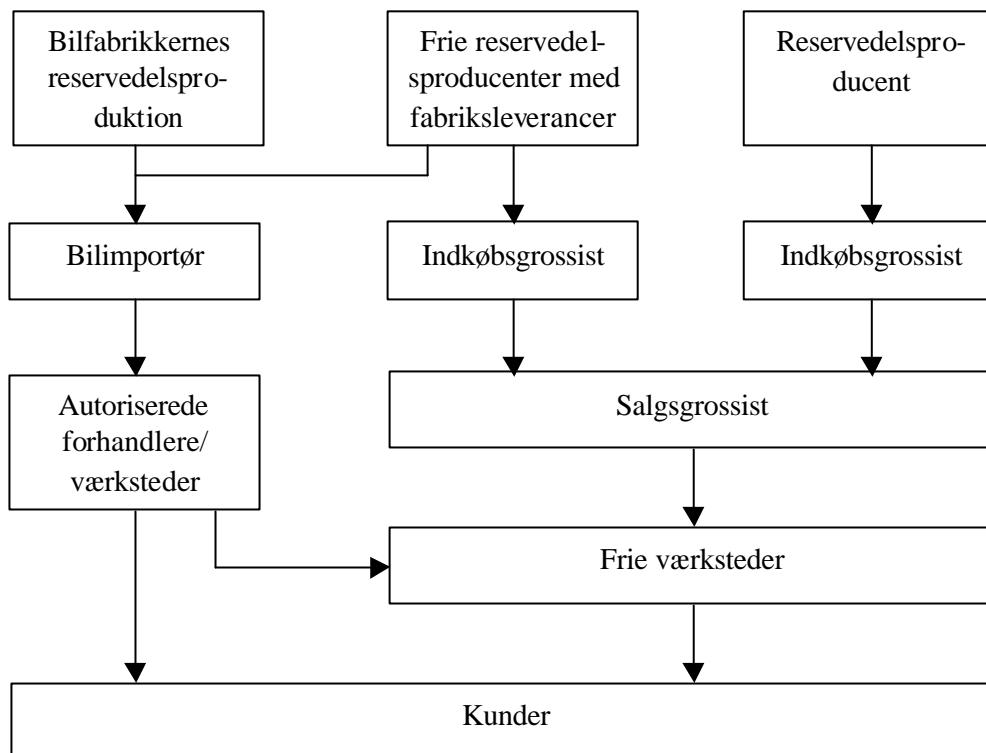 Bilfabrikkernes
reservedelspro-
duktion
Frie reservedel-
sproducenter med
fabriksleverancer
Reservedelspro-
ducent
Bilimportør
Indkøbsgrossist
Indkøbsgrossist
Autoriserede
forhandlere/
værksteder
Salgsgrossist
Frie værksteder
Kunder